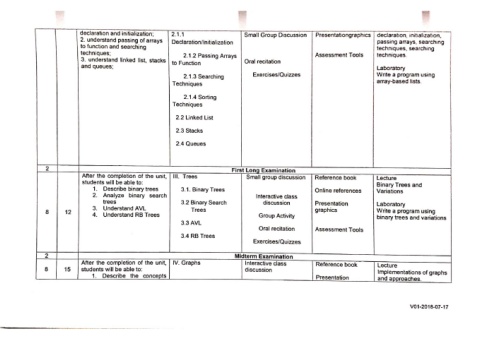 declaration and initialization;
2. understand passing of arrays
to function and searching
techniques;
3. understand linked list, stacks
and queues;
2.1.1
Declaration/Initialization
2.1.2 Passing Arrays
to Function
2.1.3 Searching
Techniques
2.1.4 Sorting
Techniques
2.2 Linked List
2.3 Stacks
2.4 Queues
Small Group Discussion
Oral recitation
Exercises/Quizzes
Presentationgraphics
Assessment Tools
declaration, initialization,
passing arrays, searching
techniques, searching
techniques.
Laboratory
Write a program using
array-based lists.
2
First Long Examination
8
12
After the completion of the unit,
students will be able to:
1. Describe binary trees
2. Analyze binary search
trees
3. Understand AVL
4. Understand RB Trees
III. Trees
3.1. Binary Trees
3.2 Binary Search
Trees
3.3 AVL
3.4 RB Trees
Small group discussion
Interactive class
discussion
Group Activity
Oral recitation
Exercises/Quizzes
Reference book
Online references
Presentation
graphics
Assessment Tools
Lecture
Binary Trees and
Variations
Laboratory
Write a program using
binary trees and variations
2
Midterm Examination
8
15
After the completion of the unit,
students will be able to:
1. Describe the concepts
IV. Graphs
Interactive class
discussion
Reference book
Presentation
Lecture
Implementations of graphs
and approaches.
V01-2016-07-17